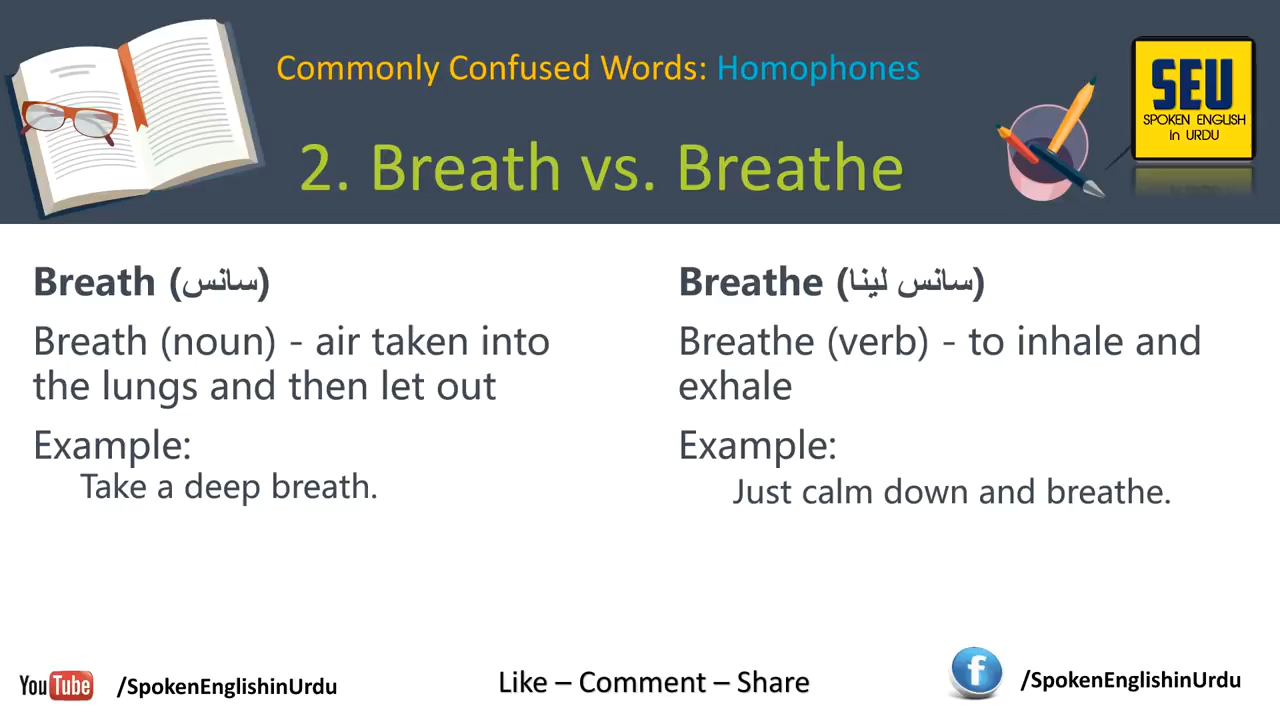 Commonly Confused Words: Homophones
SEU
SPOKEN ENGLISH
in URDU
2. Breath vs. Breathe
Breath (سانس)
Breath (noun) - air taken into
the lungs and then let out
Example:
Take a deep breath.
Breathe (سانس لینا)
Breathe (verb) - to inhale and
exhale
Example:
Just calm down and breathe.
YouTube /SpokenEnglishinUrdu
Like – Comment – Share
f /SpokenEnglishinUrdu